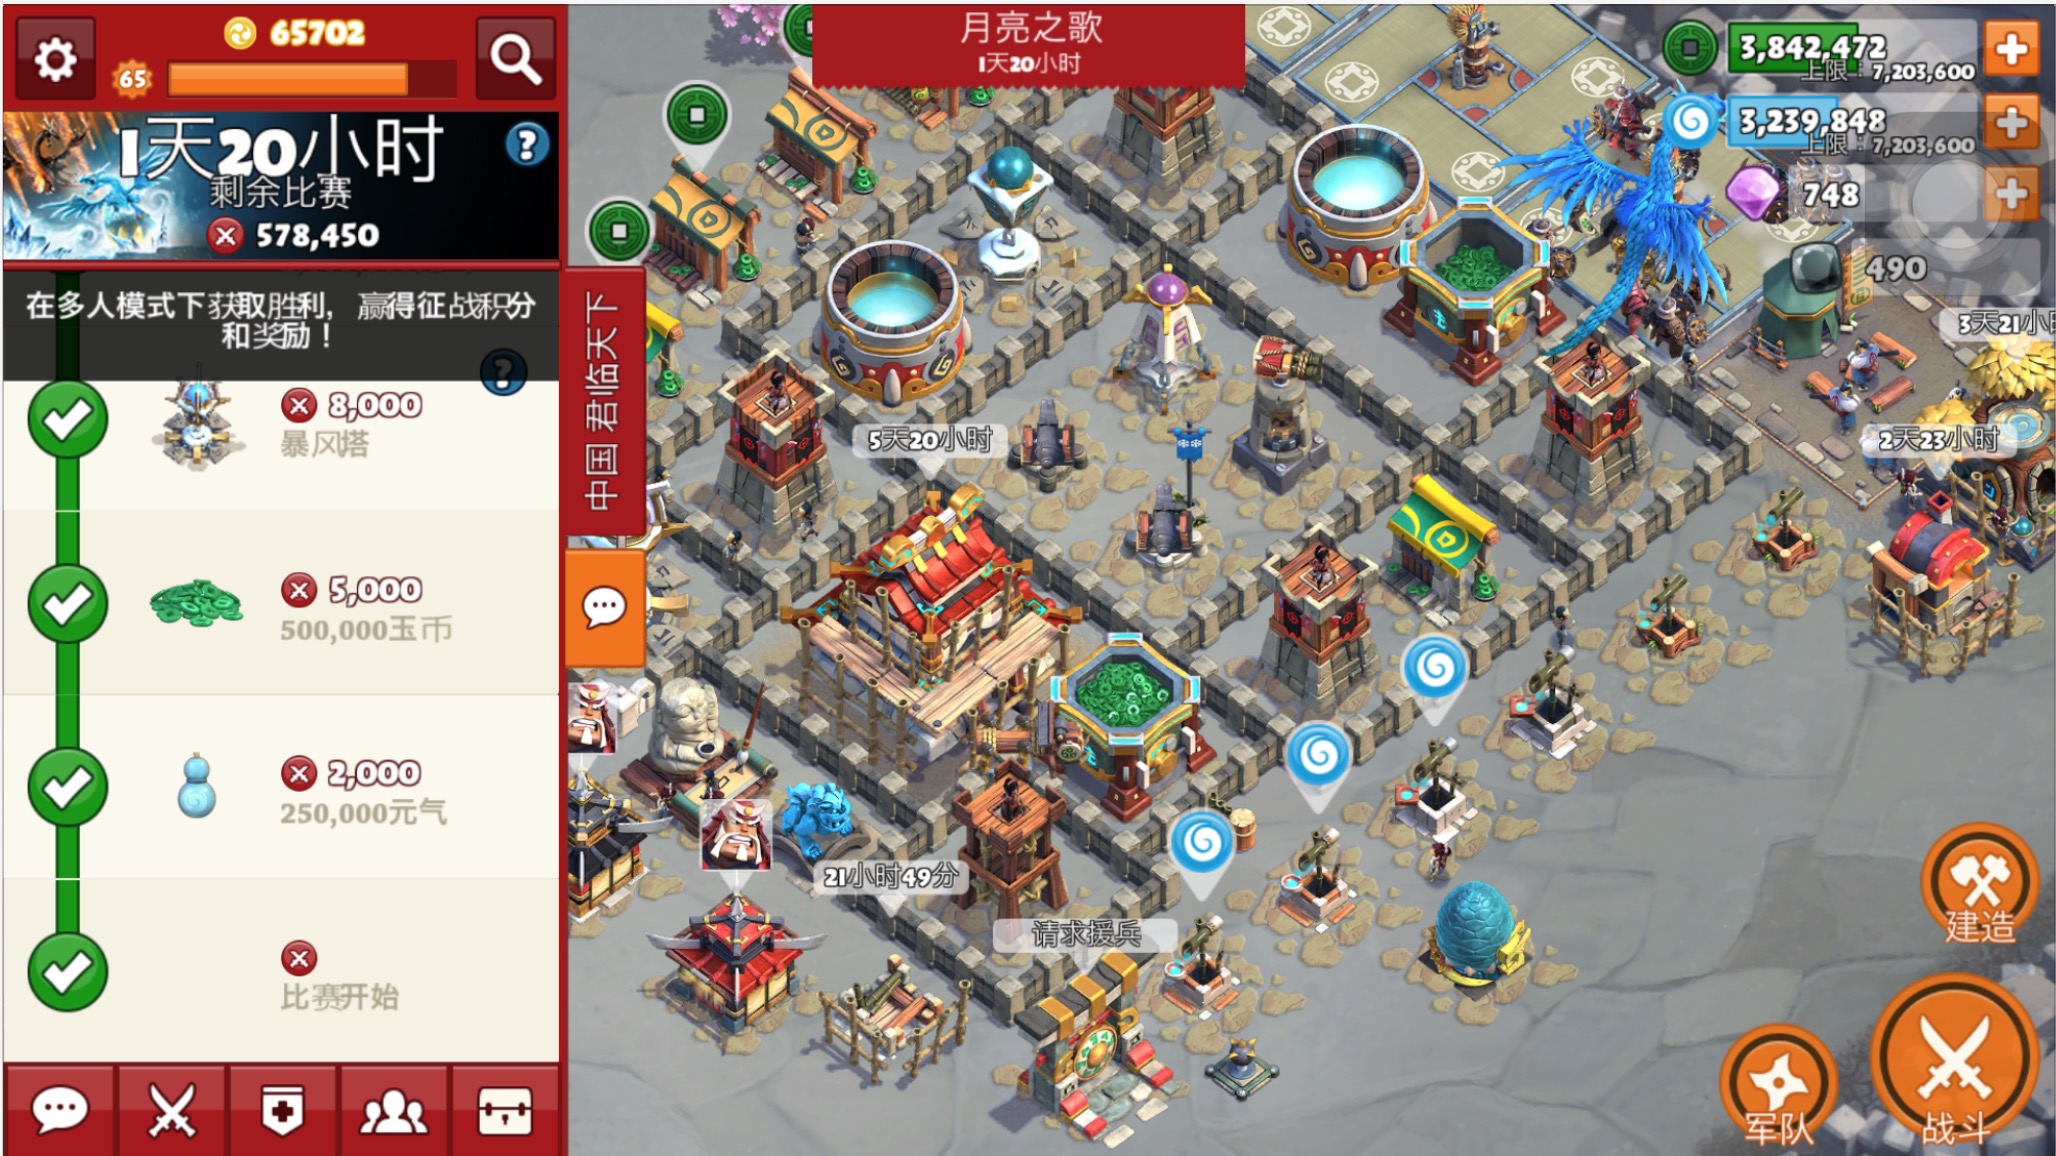 65702
65
1天20小时
剩余比赛
578,450
在多人模式下获取胜利，赢得征战积分
和奖励！
8,000
暴风塔
5,000
500,000玉币
2,000
250,000元气
比赛开始
中国 君临天下
月亮之歌
1天20小时
3,842,472
上限：7,203,600
3,239,848
上限：7,203,600
748
490
3天21小时
2天23小时
5天20小时
21小时49分
请求援兵
建造
军队
战斗